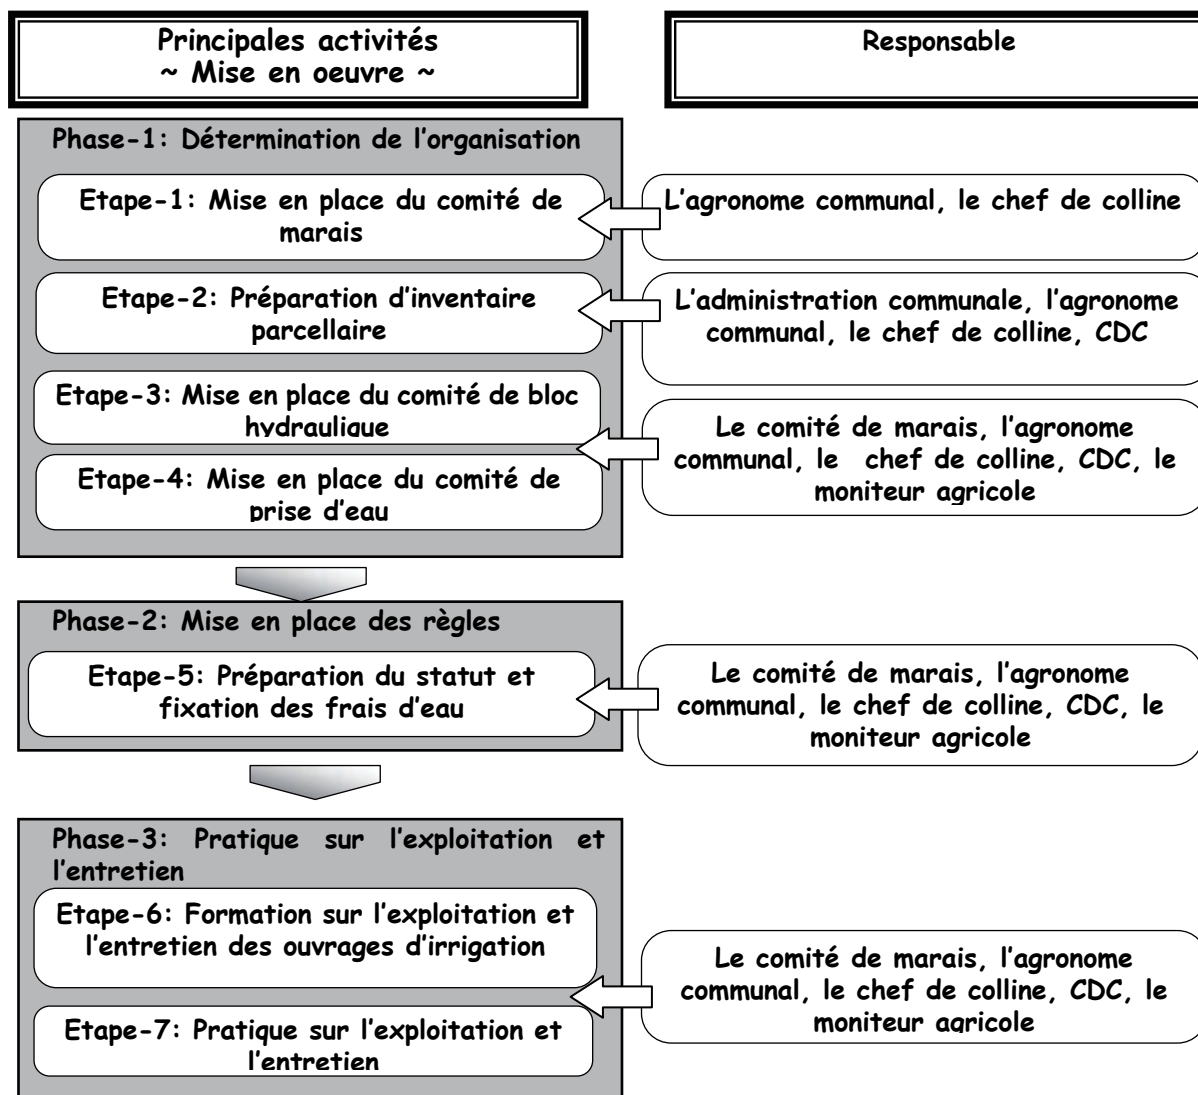 Principales activités
~ Mise en oeuvre ~
Responsable
Phase-1: Détermination de l'organisation
Etape-1: Mise en place du comité de
marais
L'agronome communal, le chef de colline
Etape-2: Préparation d'inventaire
parcellaire
L'administration communale, l'agronome
communal, le chef de colline, CDC
Etape-3: Mise en place du comité de bloc
hydraulique
Etape-4: Mise en place du comité de
prise d'eau
Le comité de marais, l'agronome
communal, le chef de colline, CDC, le
moniteur agricole
Phase-2: Mise en place des règles
Etape-5: Préparation du statut et
fixation des frais d'eau
Le comité de marais, l'agronome
communal, le chef de colline, CDC, le
moniteur agricole
Phase-3: Pratique sur l'exploitation et
l'entretien
Etape-6: Formation sur l'exploitation et
l'entretien des ouvrages d'irrigation
Etape-7: Pratique sur l'exploitation et
l'entretien
Le comité de marais, l'agronome
communal, le chef de colline, CDC, le
moniteur agricole